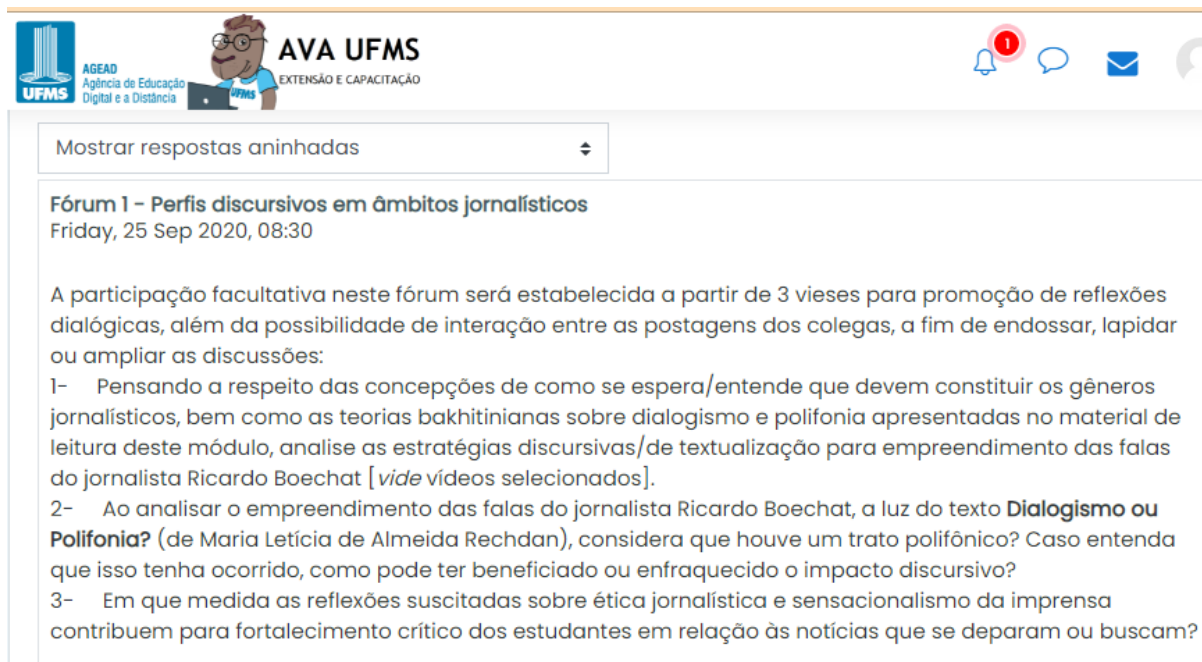 UFMS
AGEAD
Agência de Educação
Digital e a Distância
UFMS
AVA UFMS
EXTENSÃO E CAPACITAÇÃO
1
Mostrar respostas aninhadas
Fórum 1 - Perfis discursivos em âmbitos jornalísticos
Friday, 25 Sep 2020, 08:30
A participação facultativa neste fórum será estabelecida a partir de 3 vieses para promoção de reflexões
dialógicas, além da possibilidade de interação entre as postagens dos colegas, a fim de endossar, lapidar
ou ampliar as discussões:
1- Pensando a respeito das concepções de como se espera/entende que devem constituir os gêneros
jornalísticos, bem como as teorias bakhitinianas sobre dialogismo e polifonia apresentadas no material de
leitura deste módulo, analise as estratégias discursivas/de textualização para empreendimento das falas
do jornalista Ricardo Boechat [vide vídeos selecionados].
2- Ao analisar o empreendimento das falas do jornalista Ricardo Boechat, a luz do texto Dialogismo ou
Polifonia? (de Maria Letícia de Almeida Rechdan), considera que houve um trato polifônico? Caso entenda
que isso tenha ocorrido, como pode ter beneficiado ou enfraquecido o impacto discursivo?
3- Em que medida as reflexões suscitadas sobre ética jornalística e sensacionalismo da imprensa
contribuem para fortalecimento crítico dos estudantes em relação às notícias que se deparam ou buscam?